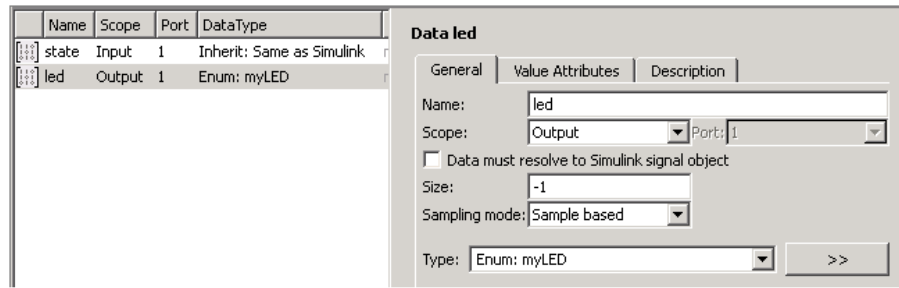 Name Scope Port DataType
state Input 1 Inherit: Same as Simulink
led Output 1 Enum: myLED
Data led
General Value Attributes Description
Name: led
Scope: Output Port: 1
Data must resolve to Simulink signal object
Size: -1
Sampling mode: Sample based
Type: Enum: myLED >>